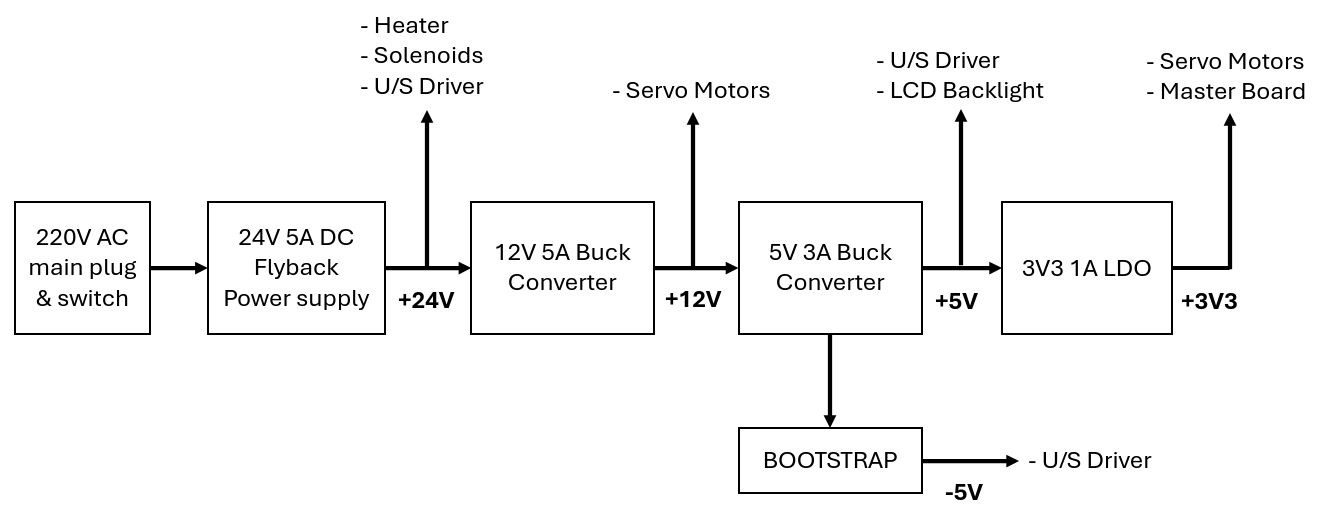 - Heater
- Solenoids
- U/S Driver
- Servo Motors
- U/S Driver
- LCD Backlight
- Servo Motors
- Master Board
220V AC
main plug
& switch
24V 5A DC
Flyback
Power supply
+24V
12V 5A Buck
Converter
+12V
5V 3A Buck
Converter
+5V
3V3 1A LDO
+3V3
BOOTSTRAP
-5V
- U/S Driver